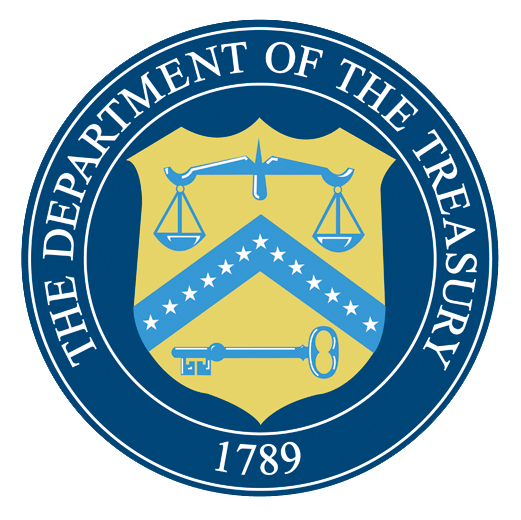 THE DEPARTMENT OF THE TREASURY
1789